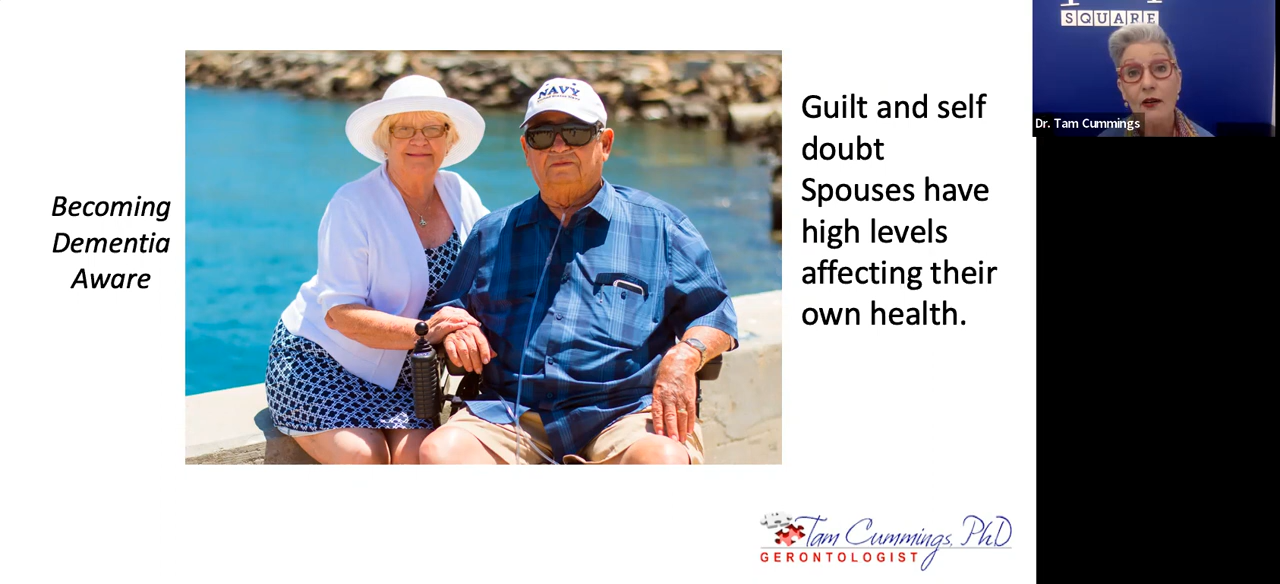 Becoming
Dementia
Aware
NAVY
Guilt and self
doubt
Spouses have
high levels
affecting their
own health.
Tam Cummings, PhD
GERONTOLOGIST
SQUARE
Dr. Tam Cummings